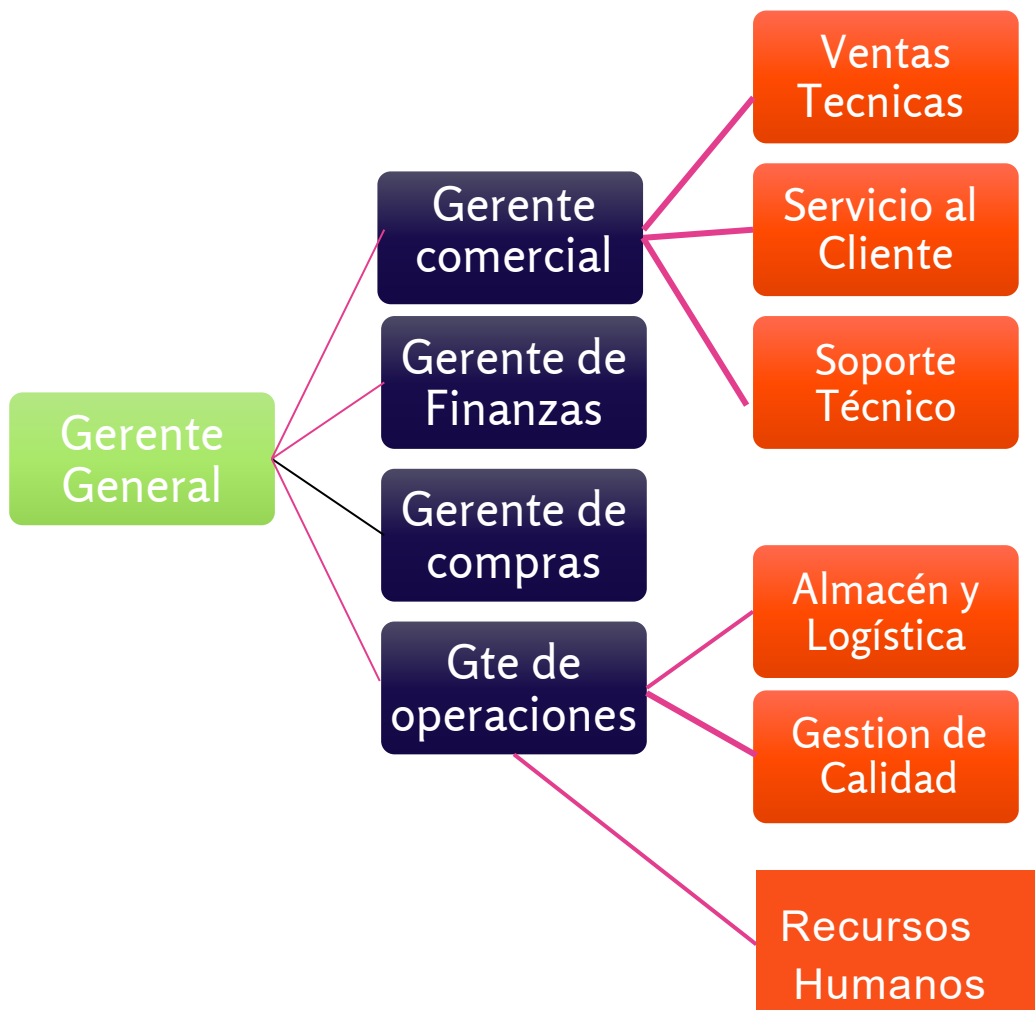 Gerente
General
Gerente
comercial
Gerente de
Finanzas
Gerente de
compras
Gte de
operaciones
Ventas
Tecnicas
Servicio al
Cliente
Soporte
Técnico
Almacén y
Logística
Gestion de
Calidad
Recursos
Humanos